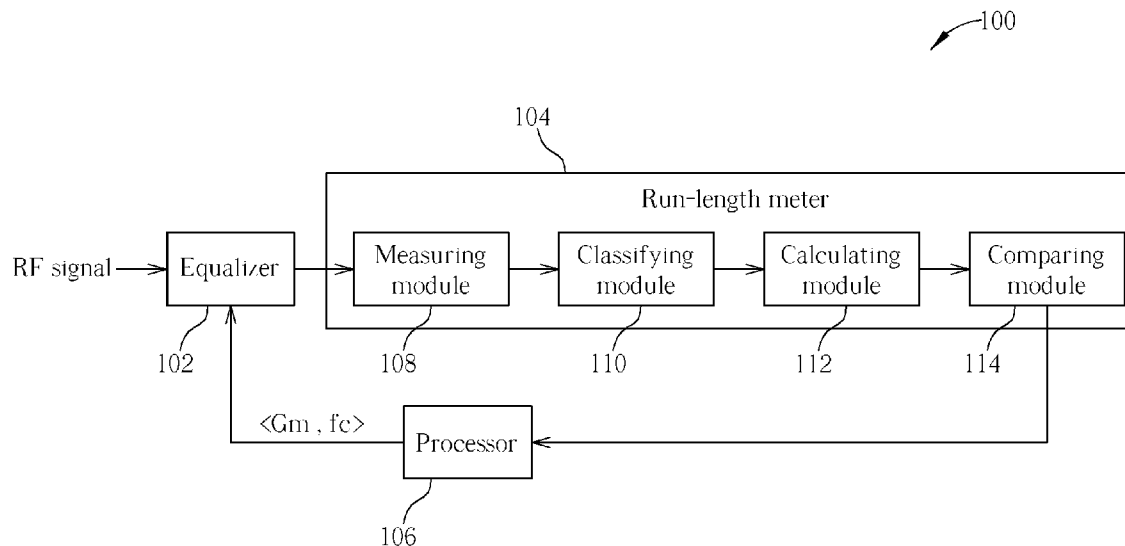 100
104
Run-length meter
RF signal
Equalizer
Measuring
module
Classifying
module
Calculating
module
Comparing
module
102
108
110
112
114
<Gm , fc>
Processor
106